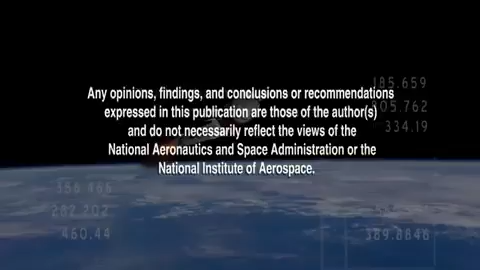 Any opinions, findings, and conclusions or recommendations
expressed in this publication are those of the author(s)
and do not necessarily reflect the views of the
National Aeronautics and Space Administration or the
National Institute of Aerospace.
185.659
805.762
334.19
356.466
282.202
460.44
389.8846